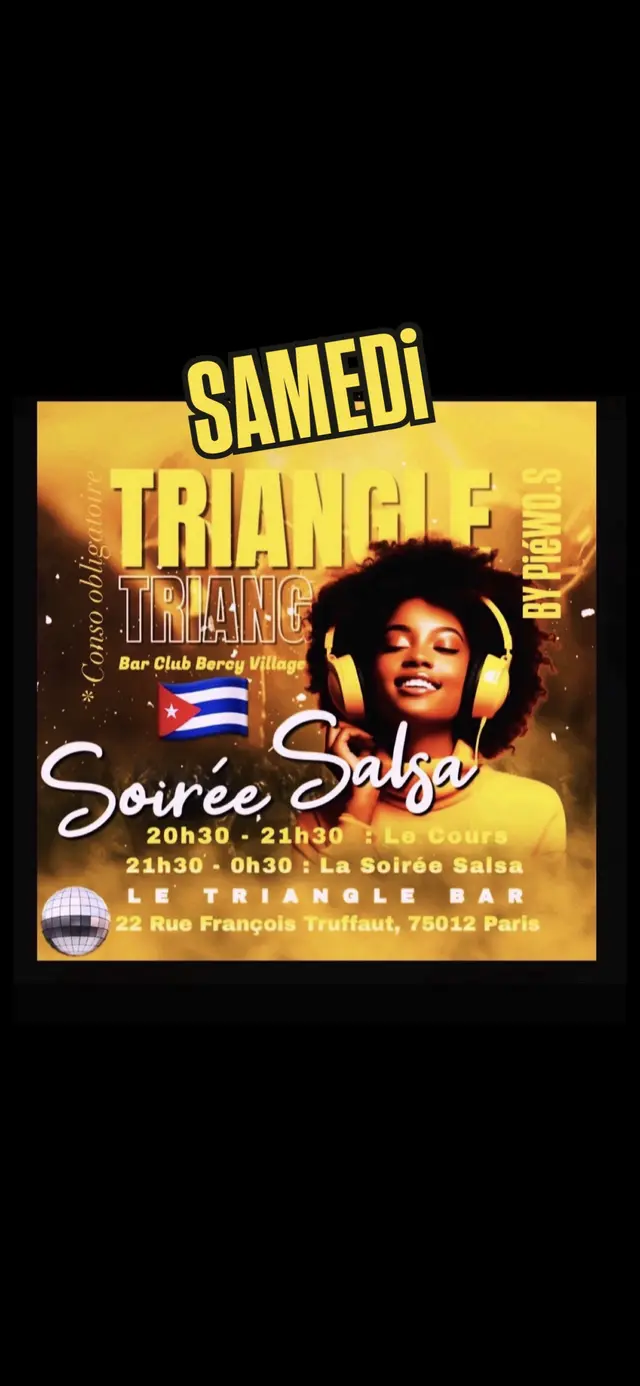 SAMEDi
* Conso obligatoire
TRIANGLE
BY PiéWO.S
TRIANG
Bar Club Bercy Village
Soirée Salsa
20h30 - 21h30 : Le Cours
21h30 - 0h30 : La Soirée Salsa
LE TRIANGLE BAR
22 Rue François Truffaut, 75012 Paris